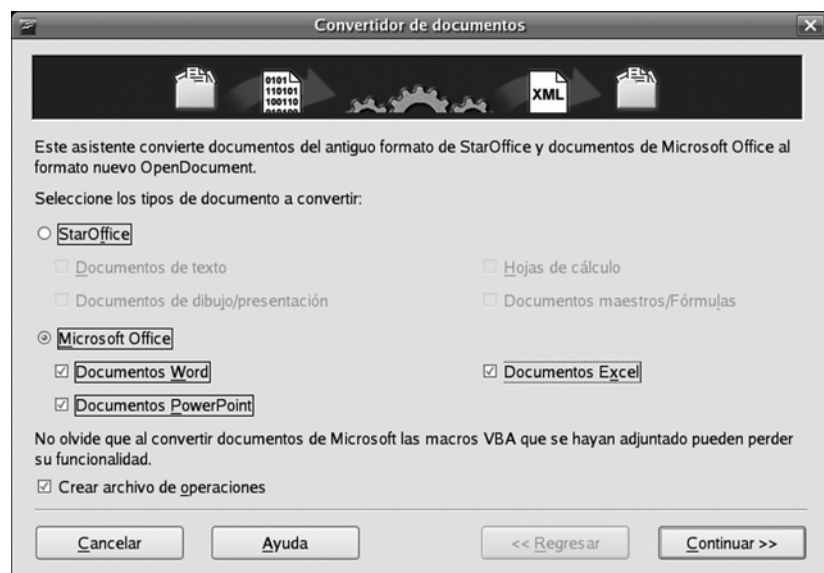 Convertidor de documentos
0101
110101
100110
XML
Este asistente convierte documentos del antiguo formato de StarOffice y documentos de Microsoft Office al
formato nuevo OpenDocument.
Seleccione los tipos de documento a convertir:
StarOffice
Documentos de texto
Hojas de cálculo
Documentos de dibujo/presentación
Documentos maestros/Fórmulas
Microsoft Office
Documentos Word
Documentos Excel
Documentos PowerPoint
No olvide que al convertir documentos de Microsoft las macros VBA que se hayan adjuntado pueden perder
su funcionalidad.
Crear archivo de operaciones
Cancelar
Ayuda
<< Regresar
Continuar >>